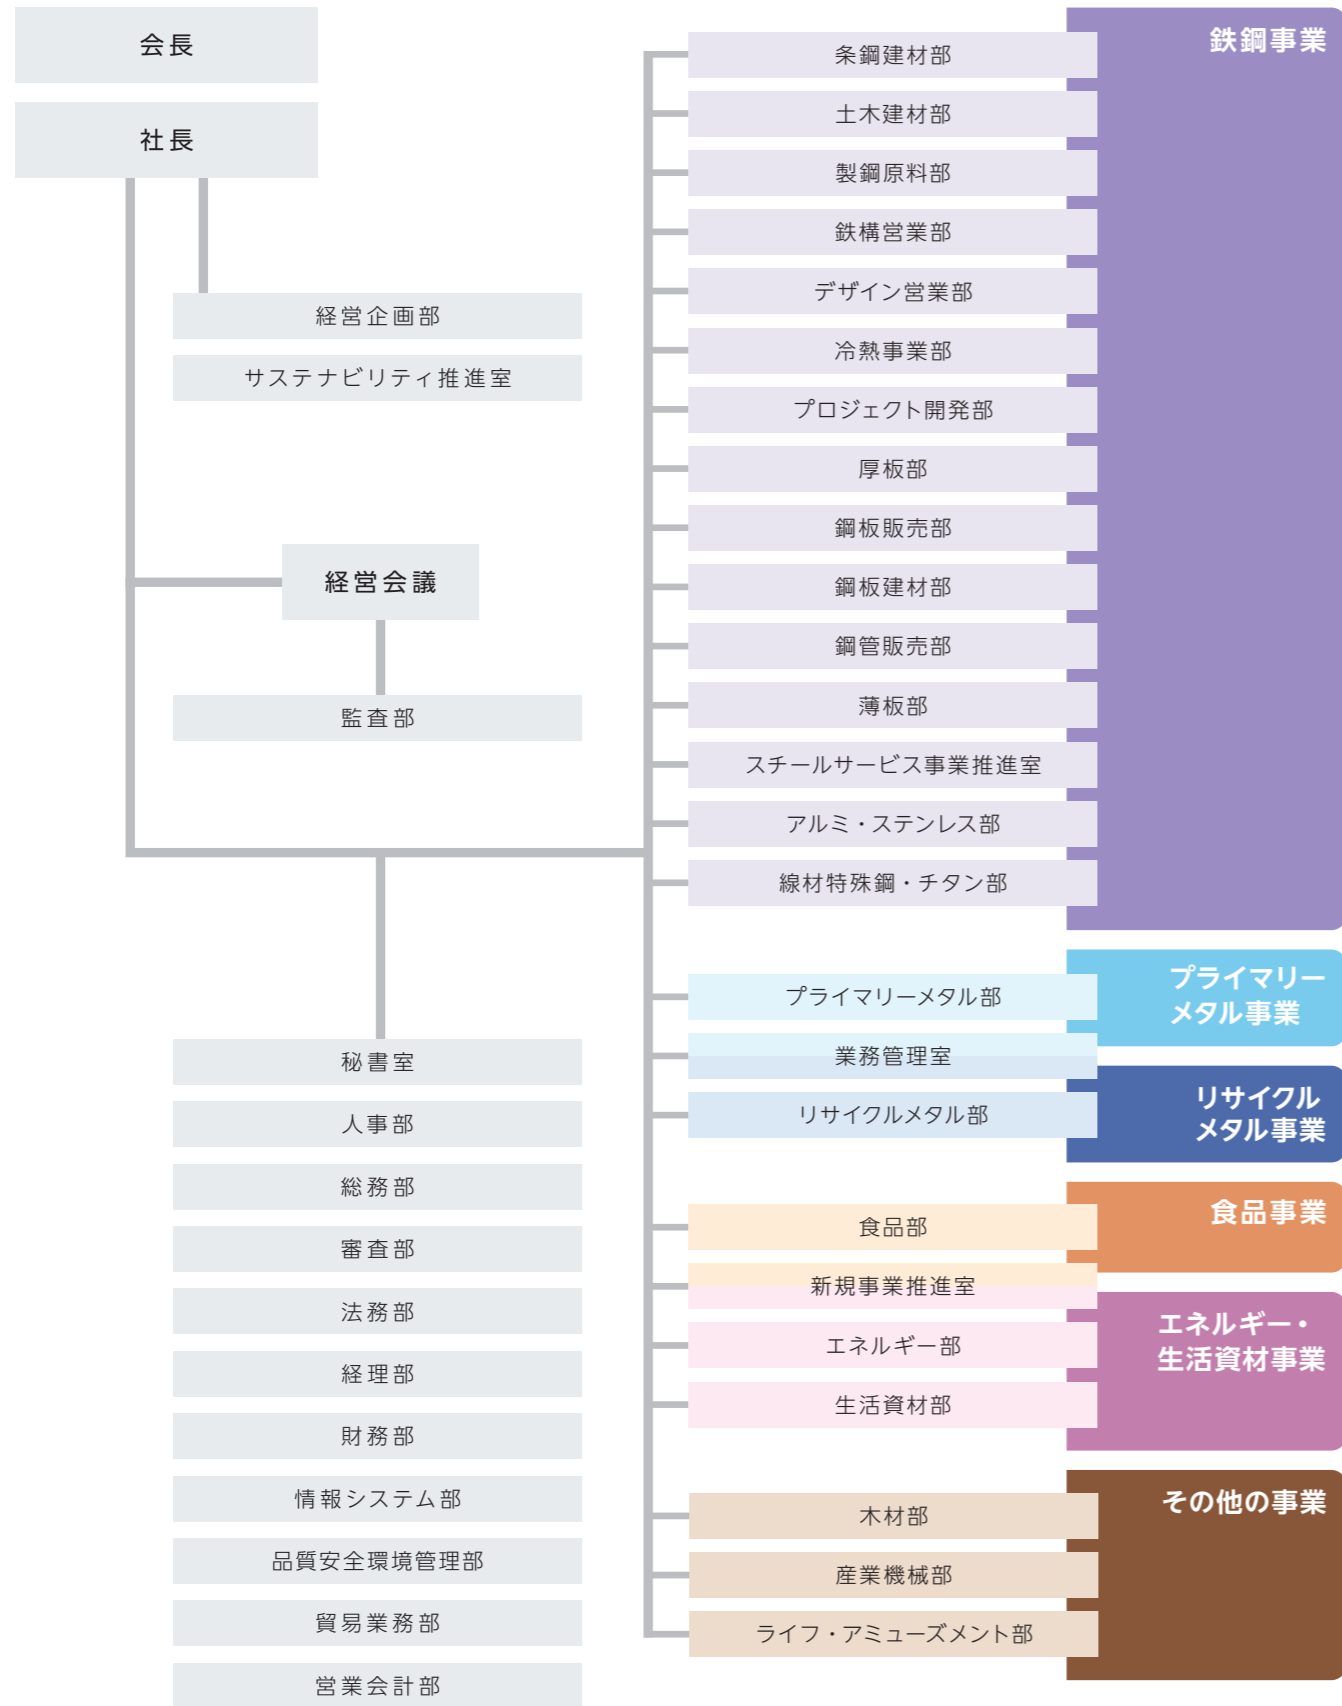 会長
社長
経営企画部
サステナビリティ推進室
経営会議
監査部
秘書室
人事部
総務部
審査部
法務部
経理部
財務部
情報システム部
品質安全環境管理部
貿易業務部
営業会計部
鉄鋼事業
条鋼建材部
土木建材部
製鋼原料部
鉄構営業部
デザイン営業部
冷熱事業部
プロジェクト開発部
厚板部
鋼板販売部
鋼板建材部
鋼管販売部
薄板部
スチールサービス事業推進室
アルミ・ステンレス部
線材特殊鋼・チタン部
プライマリー
メタル事業
プライマリーメタル部
業務管理室
リサイクル
メタル事業
リサイクルメタル部
食品事業
食品部
新規事業推進室
エネルギー・
生活資材事業
エネルギー部
生活資材部
その他の事業
木材部
産業機械部
ライフ・アミューズメント部